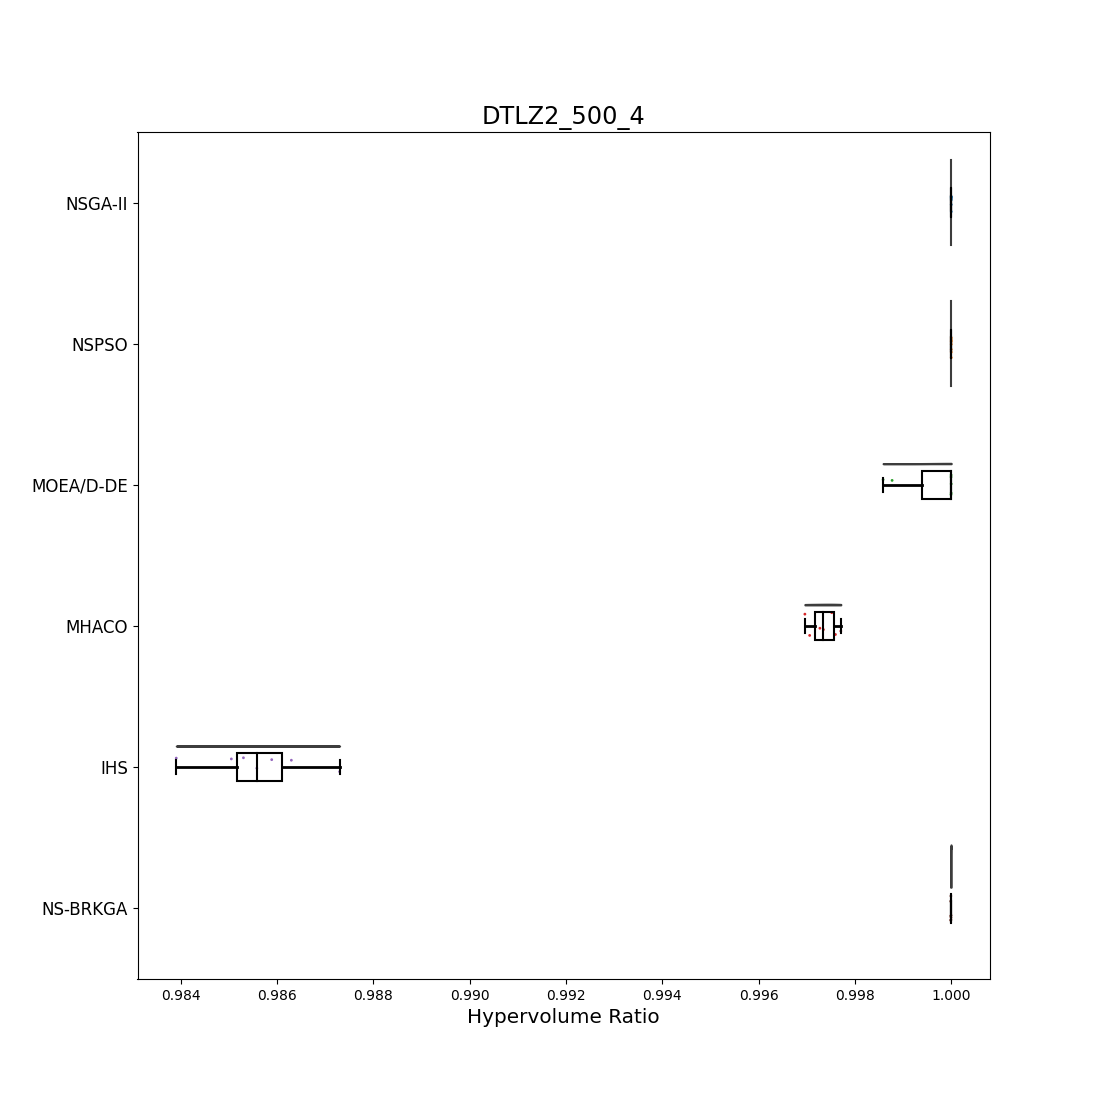 DTLZ2_500_4
NSGA-II
NSPSO
MOEA/D-DE
MHACO
IHS
NS-BRKGA
0.984 0.986 0.988 0.990 0.992 0.994 0.996 0.998 1.000
Hypervolume Ratio